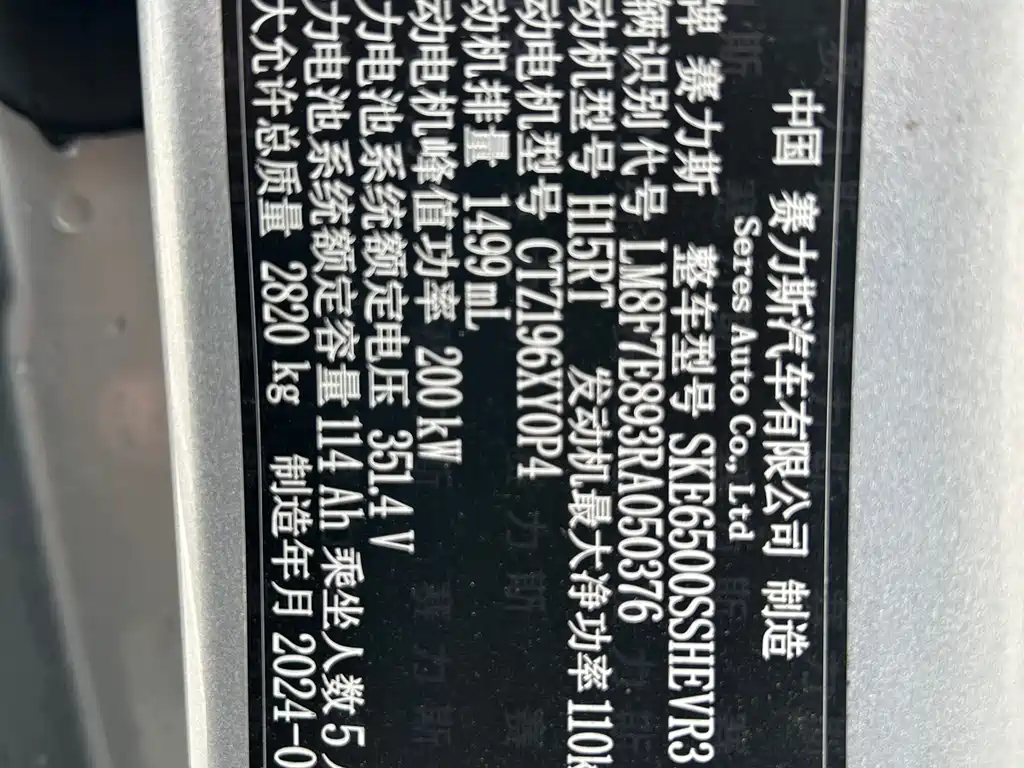 中国 赛力斯汽车有限公司 制造
Seres Auto Co., Ltd
牌 赛力斯 整车型号 SKE6500SSHEVR3
辆识别代号 LM8F7E893RA050376
动机型号 H15RT 发动机最大净功率 110k
动电机型号 CTZ196XY0P4
动机排量 1499 mL
动电机峰值功率 200 kW
力电池系统额定电压 351.4 V
力电池系统额定容量 114 Ah 乘坐人数 5 人
大允许总质量 2820 kg 制造年月 2024-0